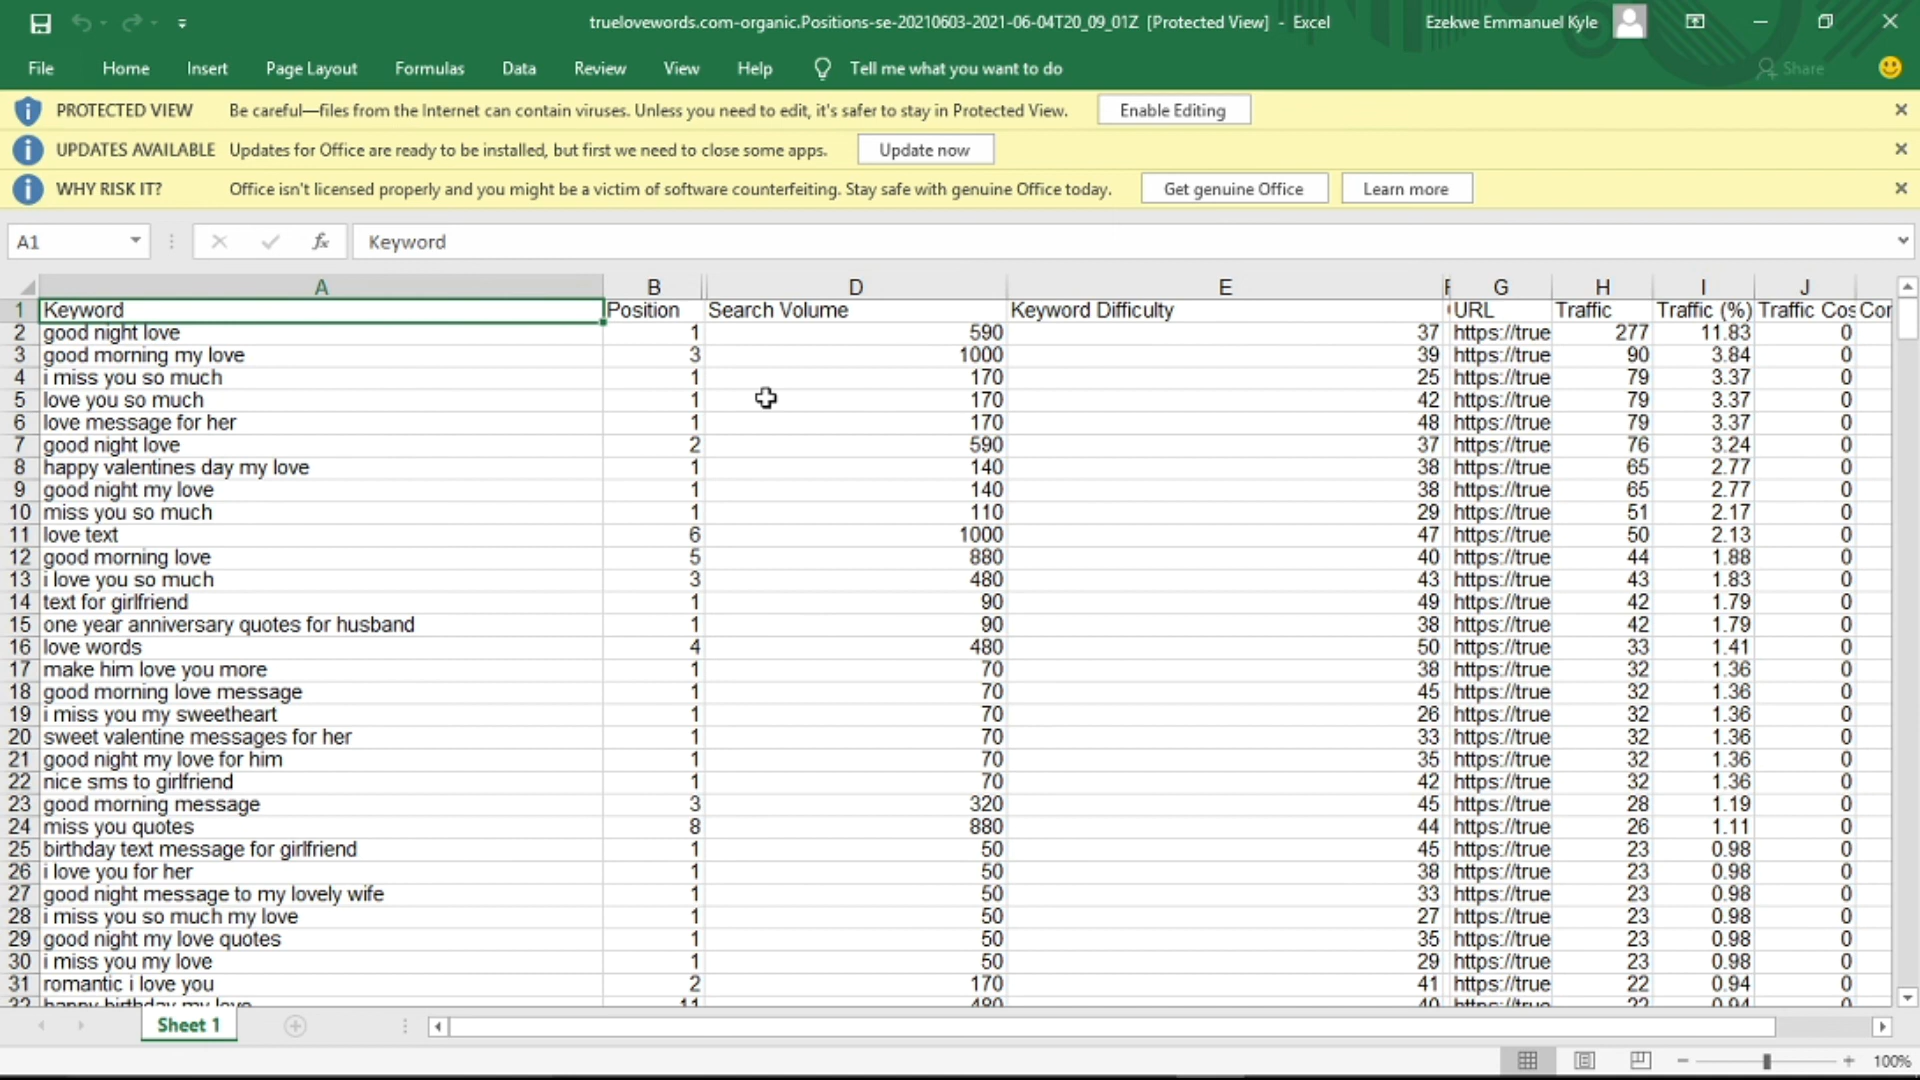 truelovewords.com-organic.Positions-se-20210603-2021-06-04T20_09_01Z [Protected View] - Excel Ezekwe Emmanuel Kyle
File Home Insert Page Layout Formulas Data Review View Help Tell me what you want to do Share
PROTECTED VIEW Be careful—files from the Internet can contain viruses. Unless you need to edit, it's safer to stay in Protected View. Enable Editing
UPDATES AVAILABLE Updates for Office are ready to be installed, but first we need to close some apps. Update now
WHY RISK IT? Office isn't licensed properly and you might be a victim of software counterfeiting. Stay safe with genuine Office today. Get genuine Office Learn more
A1 fx Keyword
A B D E F G H I J
1 Keyword Position Search Volume Keyword Difficulty URL Traffic Traffic (%) Traffic Cos Cor
2 good night love 1 590 37 https://true 277 11.83 0
3 good morning my love 3 1000 39 https://true 90 3.84 0
4 i miss you so much 1 170 25 https://true 79 3.37 0
5 love you so much 1 170 42 https://true 79 3.37 0
6 love message for her 1 170 48 https://true 79 3.37 0
7 good night love 2 590 37 https://true 76 3.24 0
8 happy valentines day my love 1 140 38 https://true 65 2.77 0
9 good night my love 1 140 38 https://true 65 2.77 0
10 miss you so much 1 110 29 https://true 51 2.17 0
11 love text 6 1000 47 https://true 50 2.13 0
12 good morning love 5 880 40 https://true 44 1.88 0
13 i love you so much 3 480 43 https://true 43 1.83 0
14 text for girlfriend 1 90 49 https://true 42 1.79 0
15 one year anniversary quotes for husband 1 90 38 https://true 42 1.79 0
16 love words 4 480 50 https://true 33 1.41 0
17 make him love you more 1 70 38 https://true 32 1.36 0
18 good morning love message 1 70 45 https://true 32 1.36 0
19 i miss you my sweetheart 1 70 26 https://true 32 1.36 0
20 sweet valentine messages for her 1 70 33 https://true 32 1.36 0
21 good night my love for him 1 70 35 https://true 32 1.36 0
22 nice sms to girlfriend 1 70 42 https://true 32 1.36 0
23 good morning message 3 320 45 https://true 28 1.19 0
24 miss you quotes 8 880 44 https://true 26 1.11 0
25 birthday text message for girlfriend 1 50 45 https://true 23 0.98 0
26 i love you for her 1 50 38 https://true 23 0.98 0
27 good night message to my lovely wife 1 50 33 https://true 23 0.98 0
28 i miss you so much my love 1 50 27 https://true 23 0.98 0
29 good night my love quotes 1 50 35 https://true 23 0.98 0
30 i miss you my love 1 50 29 https://true 23 0.98 0
31 romantic i love you 2 170 41 https://true 22 0.94 0
32 happy birthday my love 11 480 40 https://true 22 0.94 0
Sheet 1
100%